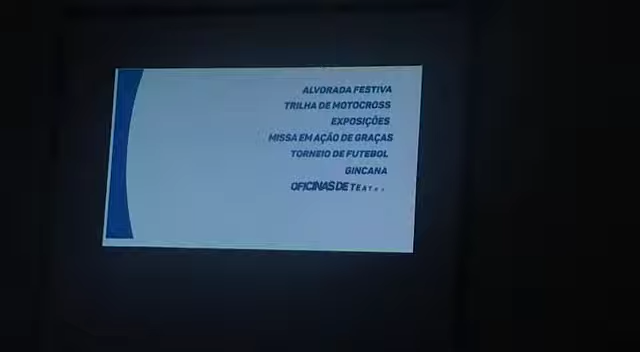 ALVORADA FESTIVA
TRILHA DE MOTOCROSS
EXPOSIÇÕES
MISSA EM AÇÃO DE GRAÇAS
TORNEIO DE FUTEBOL
GINCANA
OFICINAS DE